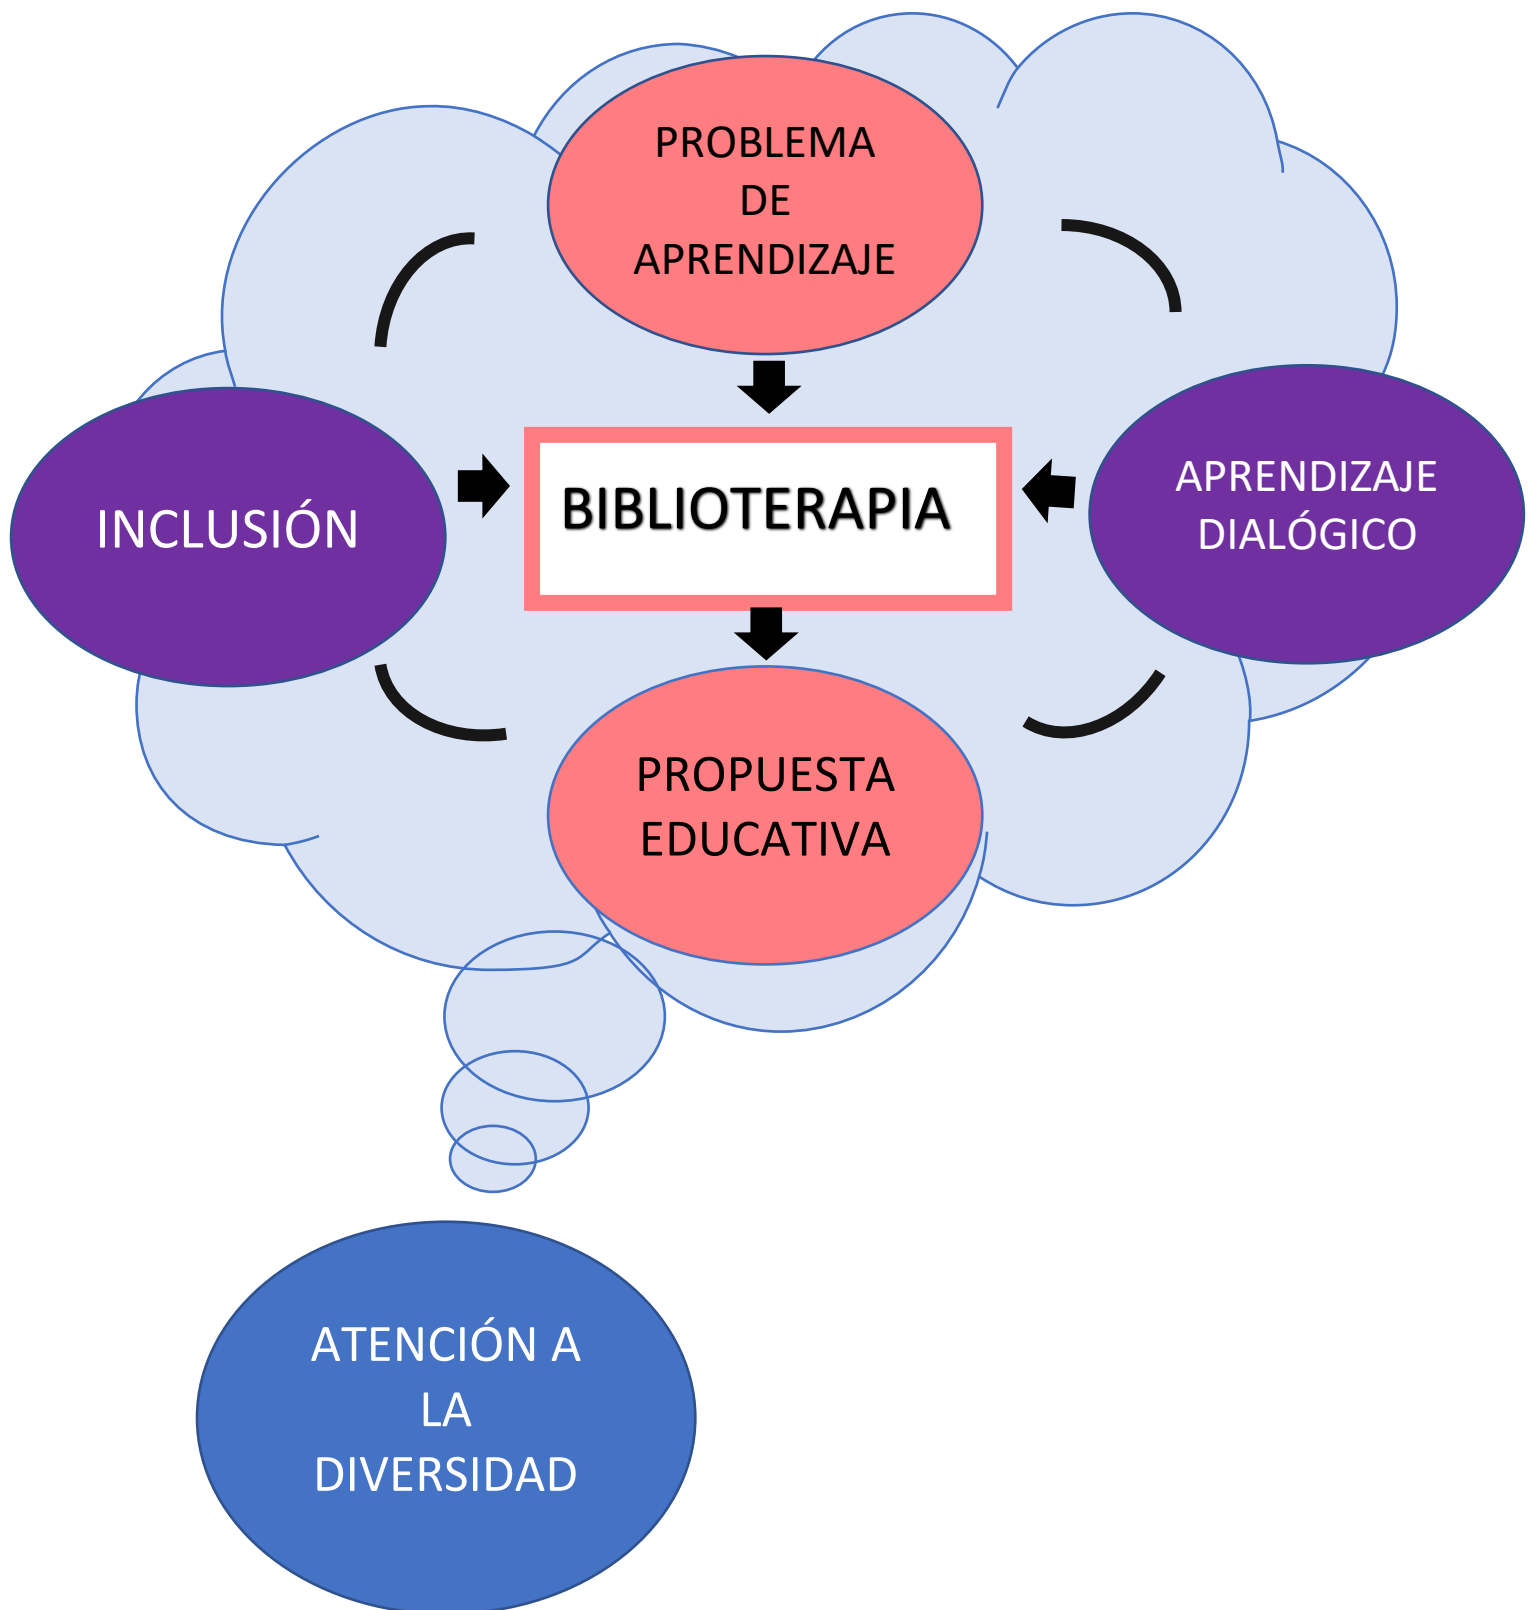 PROBLEMA
DE
APRENDIZAJE
INCLUSIÓN
BIBLIOTERAPIA
APRENDIZAJE
DIALÓGICO
PROPUESTA
EDUCATIVA
ATENCIÓN A
LA
DIVERSIDAD